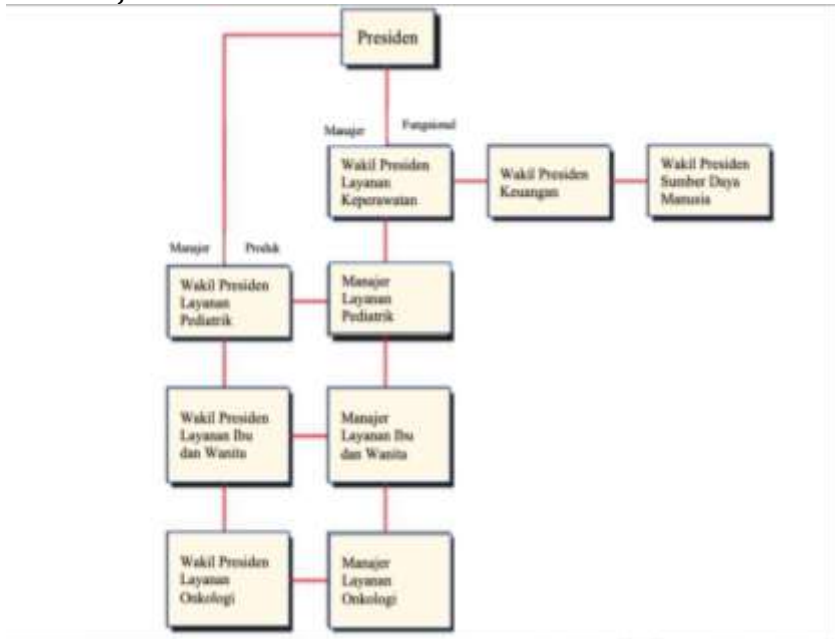 Presiden
Manajer Fungsional
Wakil Presiden
Layanan
Keperawatan
Wakil Presiden
Keuangan
Wakil Presiden
Sumber Daya
Manusia
Manajer Produk
Wakil Presiden
Layanan
Pediatrik
Manajer
Layanan
Pediatrik
Wakil Presiden
Layanan Ibu
dan Wanita
Manajer
Layanan Ibu
dan Wanita
Wakil Presiden
Layanan
Onkologi
Manajer
Layanan
Onkologi